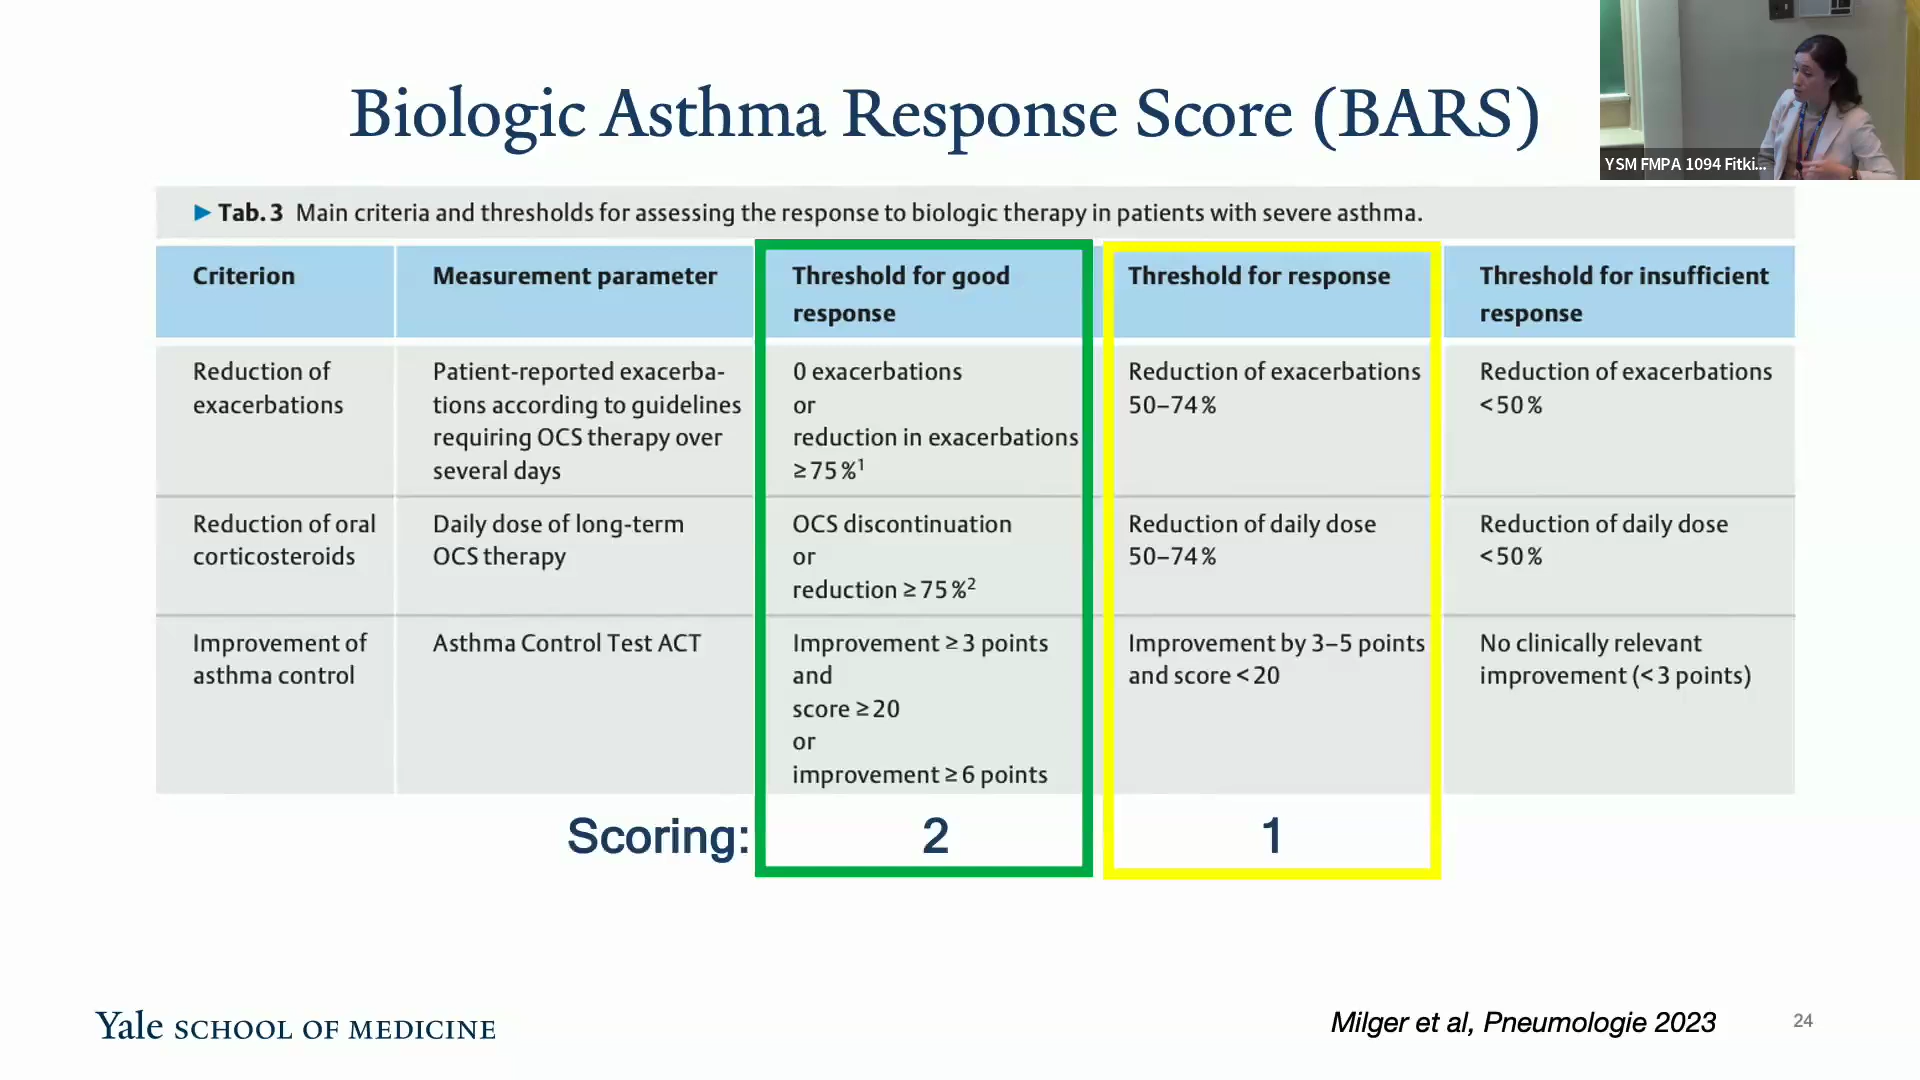 Biologic Asthma Response Score (BARS)
YSM FMPA 1094 Fitki...
▶ Tab. 3 Main criteria and thresholds for assessing the response to biologic therapy in patients with severe asthma.
Criterion
Measurement parameter
Threshold for good
response
Threshold for response
Threshold for insufficient
response
Reduction of
exacerbations
Patient-reported exacerba-
tions according to guidelines
requiring OCS therapy over
several days
0 exacerbations
or
reduction in exacerbations
≥75%¹
Reduction of exacerbations
50–74%
Reduction of exacerbations
<50%
Reduction of oral
corticosteroids
Daily dose of long-term
OCS therapy
OCS discontinuation
or
reduction ≥75%²
Reduction of daily dose
50–74%
Reduction of daily dose
<50%
Improvement of
asthma control
Asthma Control Test ACT
Improvement ≥3 points
and
score ≥20
or
improvement ≥6 points
Improvement by 3–5 points
and score <20
No clinically relevant
improvement (<3 points)
Scoring: 2 1
Yale SCHOOL OF MEDICINE
Milger et al, Pneumologie 2023
24